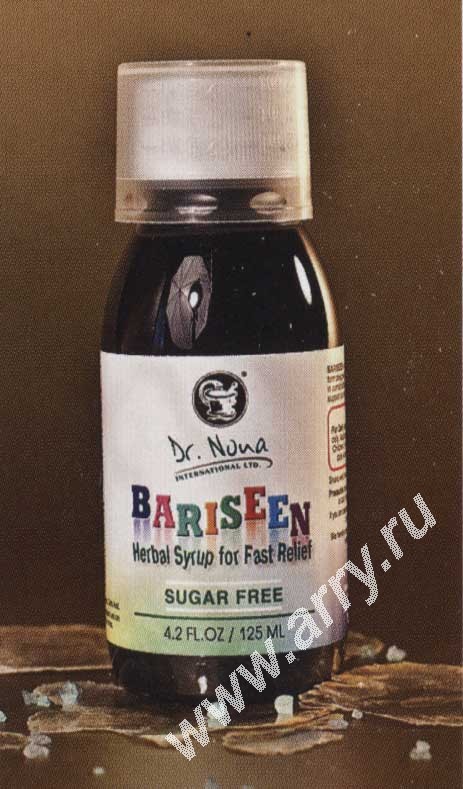 ®
Dr. Nona
INTERNATIONAL LTD.
BARISEEN
Herbal Syrup for Fast Relief
SUGAR FREE
4.2 FL.OZ / 125 ML
www.arry.ru